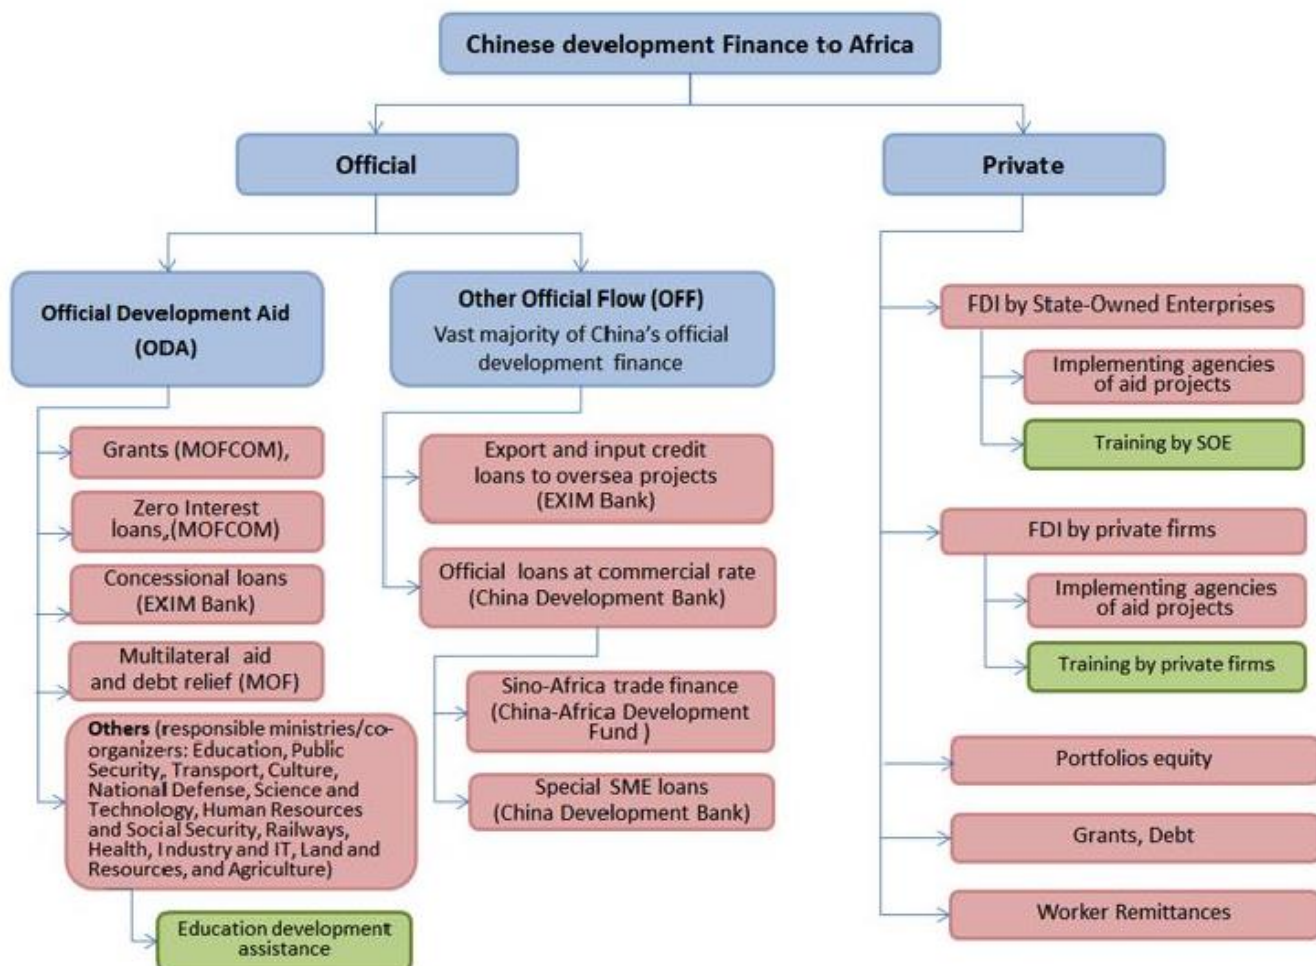 Chinese development Finance to Africa
Official
Private
Official Development Aid
(ODA)
Other Official Flow (OFF)
Vast majority of China's official
development finance
Grants (MOFCOM),
Zero Interest
loans,,(MOFCOM)
Concessional loans
(EXIM Bank)
Multilateral aid
and debt relief (MOF)
Others (responsible ministries/co-
organizers: Education, Public
Security, Transport, Culture,
National Defense, Science and
Technology, Human Resources
and Social Security, Railways,
Health, Industry and IT, Land and
Resources, and Agriculture)
Education development
assistance
Export and input credit
loans to oversea projects
(EXIM Bank)
Official loans at commercial rate
(China Development Bank)
Sino-Africa trade finance
(China-Africa Development
Fund )
Special SME loans
(China Development Bank)
FDI by State-Owned Enterprises
Implementing agencies
of aid projects
Training by SOE
FDI by private firms
Implementing agencies
of aid projects
Training by private firms
Portfolios equity
Grants, Debt
Worker Remittances